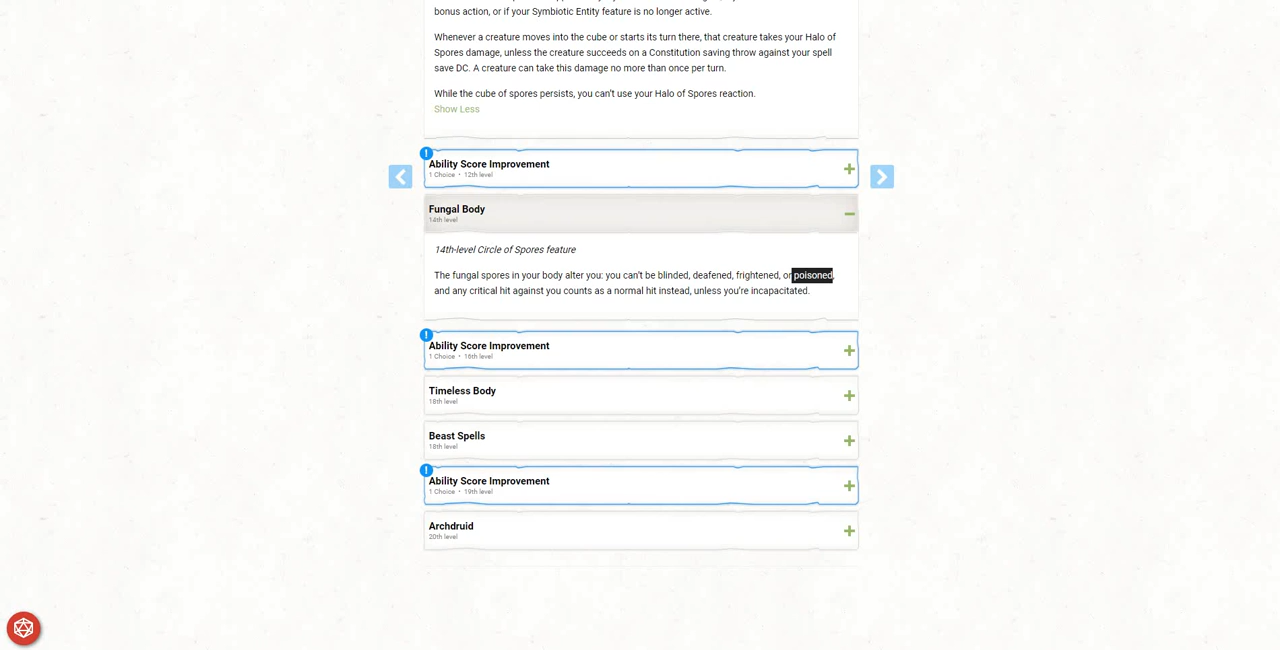 bonus action, or if your Symbiotic Entity feature is no longer active.
Whenever a creature moves into the cube or starts its turn there, that creature takes your Halo of
Spores damage, unless the creature succeeds on a Constitution saving throw against your spell
save DC. A creature can take this damage no more than once per turn.
While the cube of spores persists, you can't use your Halo of Spores reaction.
Show Less
!
Ability Score Improvement
1 Choice • 12th level
Fungal Body
14th level
14th-level Circle of Spores feature
The fungal spores in your body alter you: you can't be blinded, deafened, frightened, or poisoned,
and any critical hit against you counts as a normal hit instead, unless you're incapacitated.
!
Ability Score Improvement
1 Choice • 16th level
Timeless Body
18th level
Beast Spells
18th level
!
Ability Score Improvement
1 Choice • 19th level
Archdruid
20th level